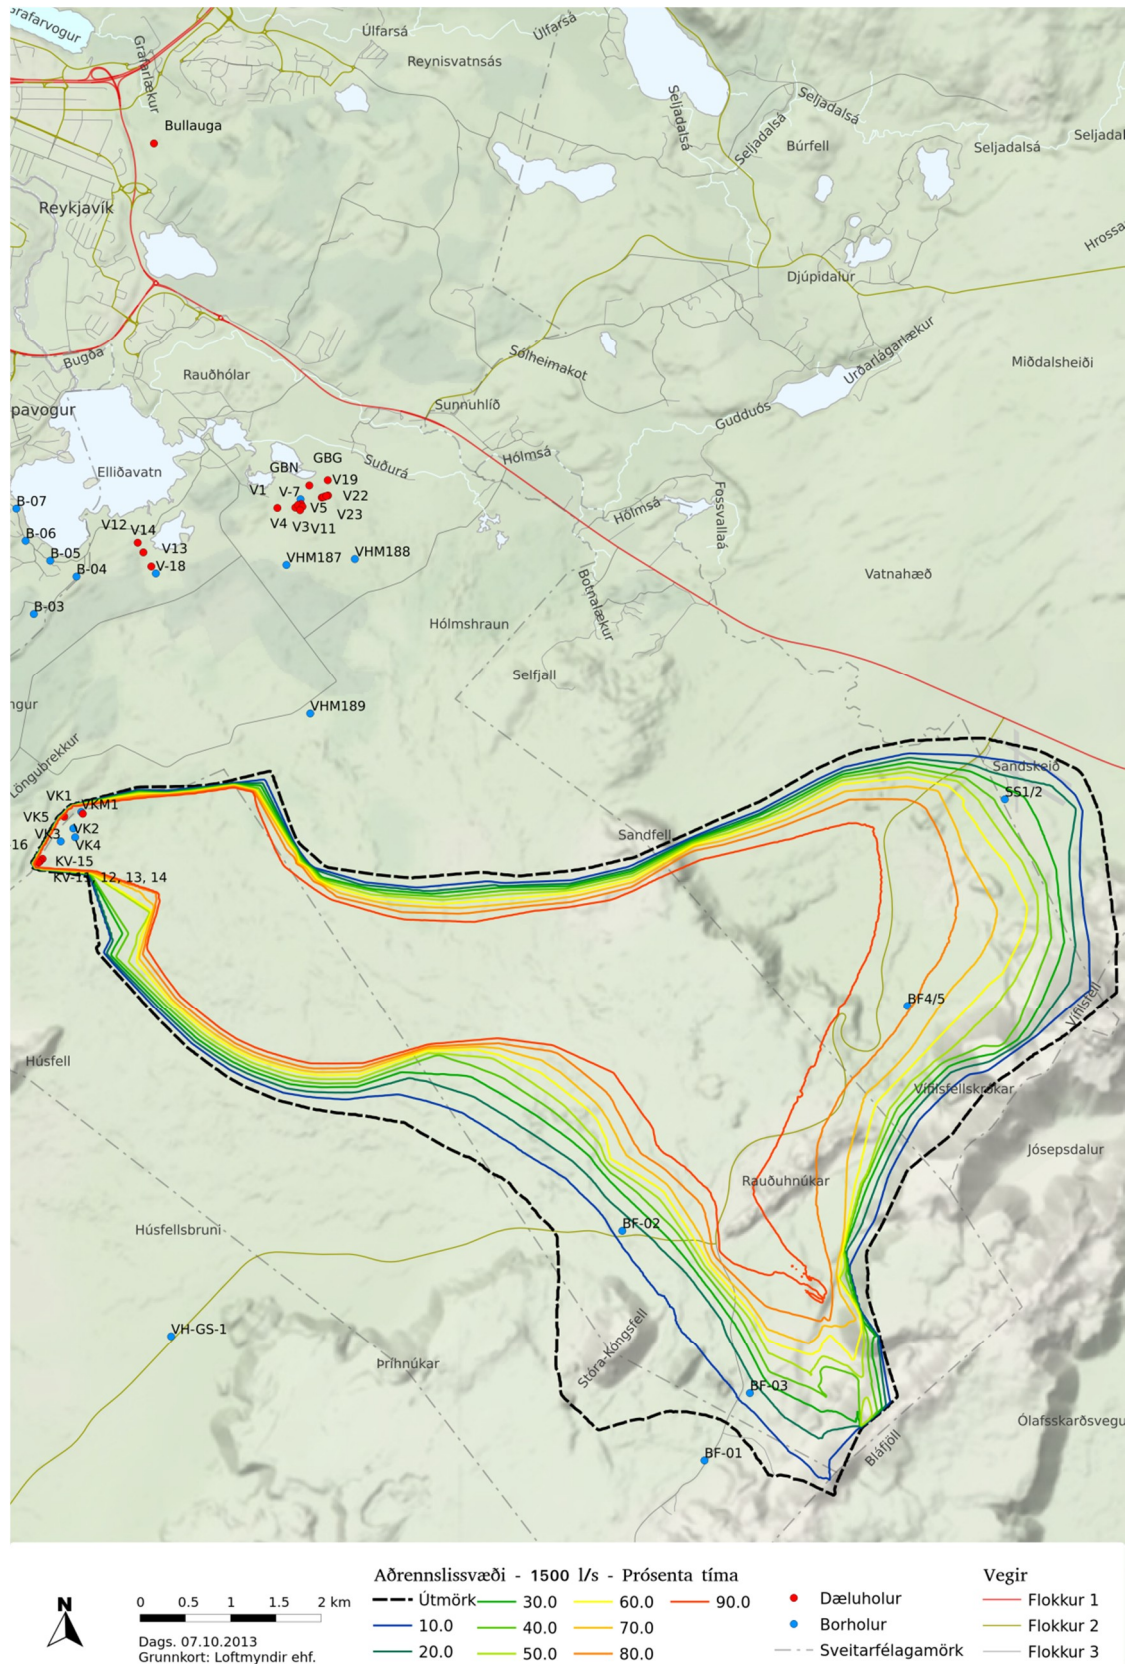 Grafarvogur
Úlfarsá
Úlfarsá
Grafarlækur
Reynisvatnsás
Seljadalsá
Seljadalsá
Seljadalsá
Bullauga
Búrfell
Seljadalsá
Seljadal
Reykjavík
Hrossa
Djúpidalur
Bugða
Sólheimakot
Urðarlágarlækur
Miðdalsheiði
Rauðhólar
pavogur
Sunnuhlíð
Gudduós
Elliðavatn
GBN
GBG
Suðurá
Hólmsá
V19
V1
V-7
V5
V22
V23
V4
V3
V11
Hólmsá
Fossvallaá
B-07
B-06
B-05
B-04
V12
V14
V13
V-18
VHM187
VHM188
Vatnahæð
B-03
Hólmshraun
Botnalækur
Selfjall
ngur
VHM189
Löngubrekkur
Sandskeið
VK1
VKM1
SS1/2
VK5
VK3
VK2
VK4
16
Sandfell
KV-15
KV-11, 12, 13, 14
BF4/5
Vífilsfell
Húsfell
Vífilsfellskrókar
Jósepsdalur
Rauðuhnúkar
Húsfellsbruni
BF-02
VH-GS-1
Stóra-Kóngsfell
Þríhnúkar
BF-03
Ólafsskarðsvegu
BF-01
Bláfjöll
Aðrennslissvæði - 1500 l/s - Prósenta tíma
Vegir
Útmörk
10.0
20.0
30.0
40.0
50.0
60.0
70.0
80.0
90.0
Dæluholur
Borholur
Sveitarfélagamörk
Flokkur 1
Flokkur 2
Flokkur 3
N
0 0.5 1 1.5 2 km
Dags. 07.10.2013
Grunnkort: Loftmyndir ehf.